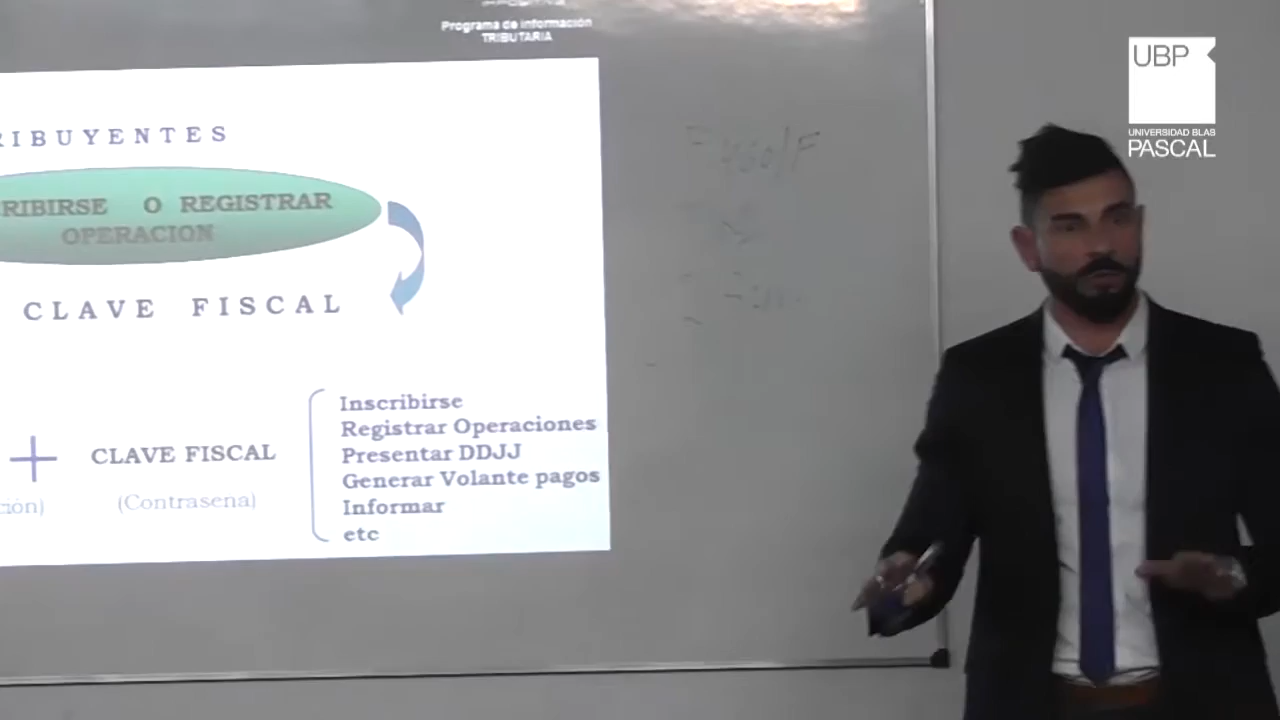 Programa de información
TRIBUTARIA
UBP
UNIVERSIDAD BLAS
PASCAL
RIBUYENTES
RIBIRSE O REGISTRAR
OPERACION
CLAVE FISCAL
+ CLAVE FISCAL
ión)
(Contrasena)
Inscribirse
Registrar Operaciones
Presentar DDJJ
Generar Volante pagos
Informar
etc